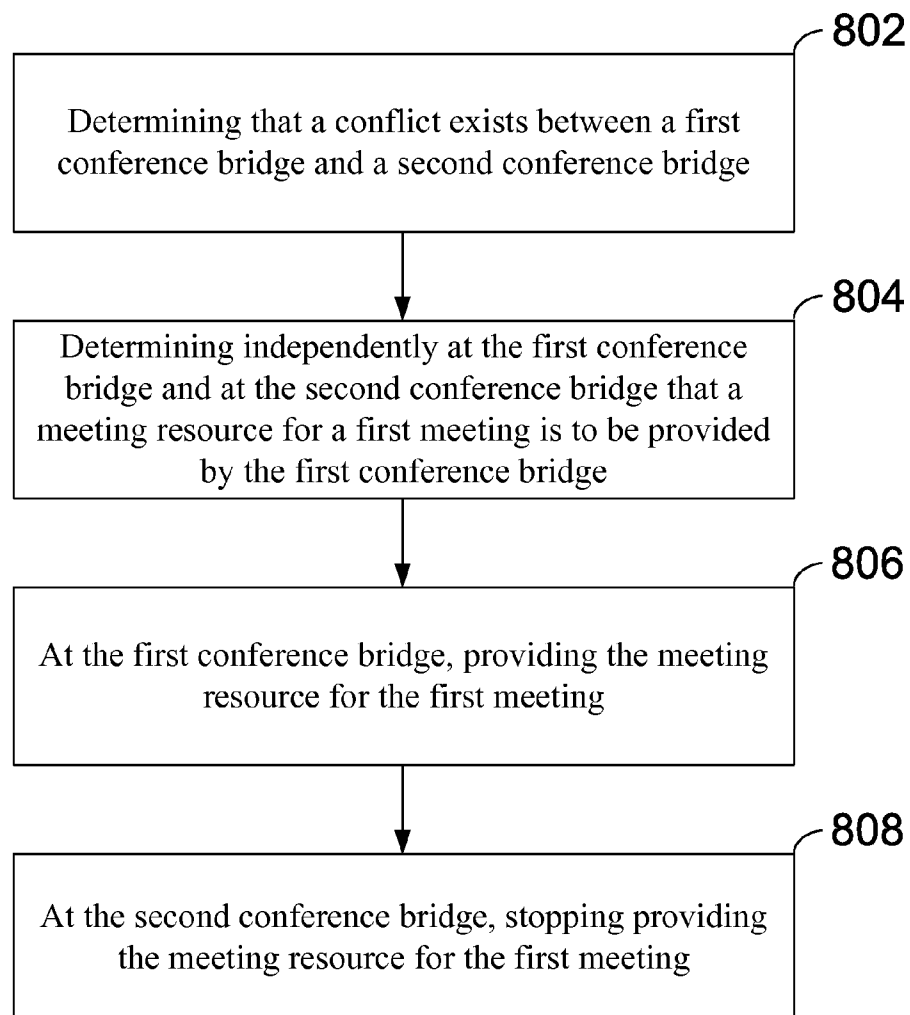 802
Determining that a conflict exists between a first
conference bridge and a second conference bridge
804
Determining independently at the first conference
bridge and at the second conference bridge that a
meeting resource for a first meeting is to be provided
by the first conference bridge
806
At the first conference bridge, providing the meeting
resource for the first meeting
808
At the second conference bridge, stopping providing
the meeting resource for the first meeting